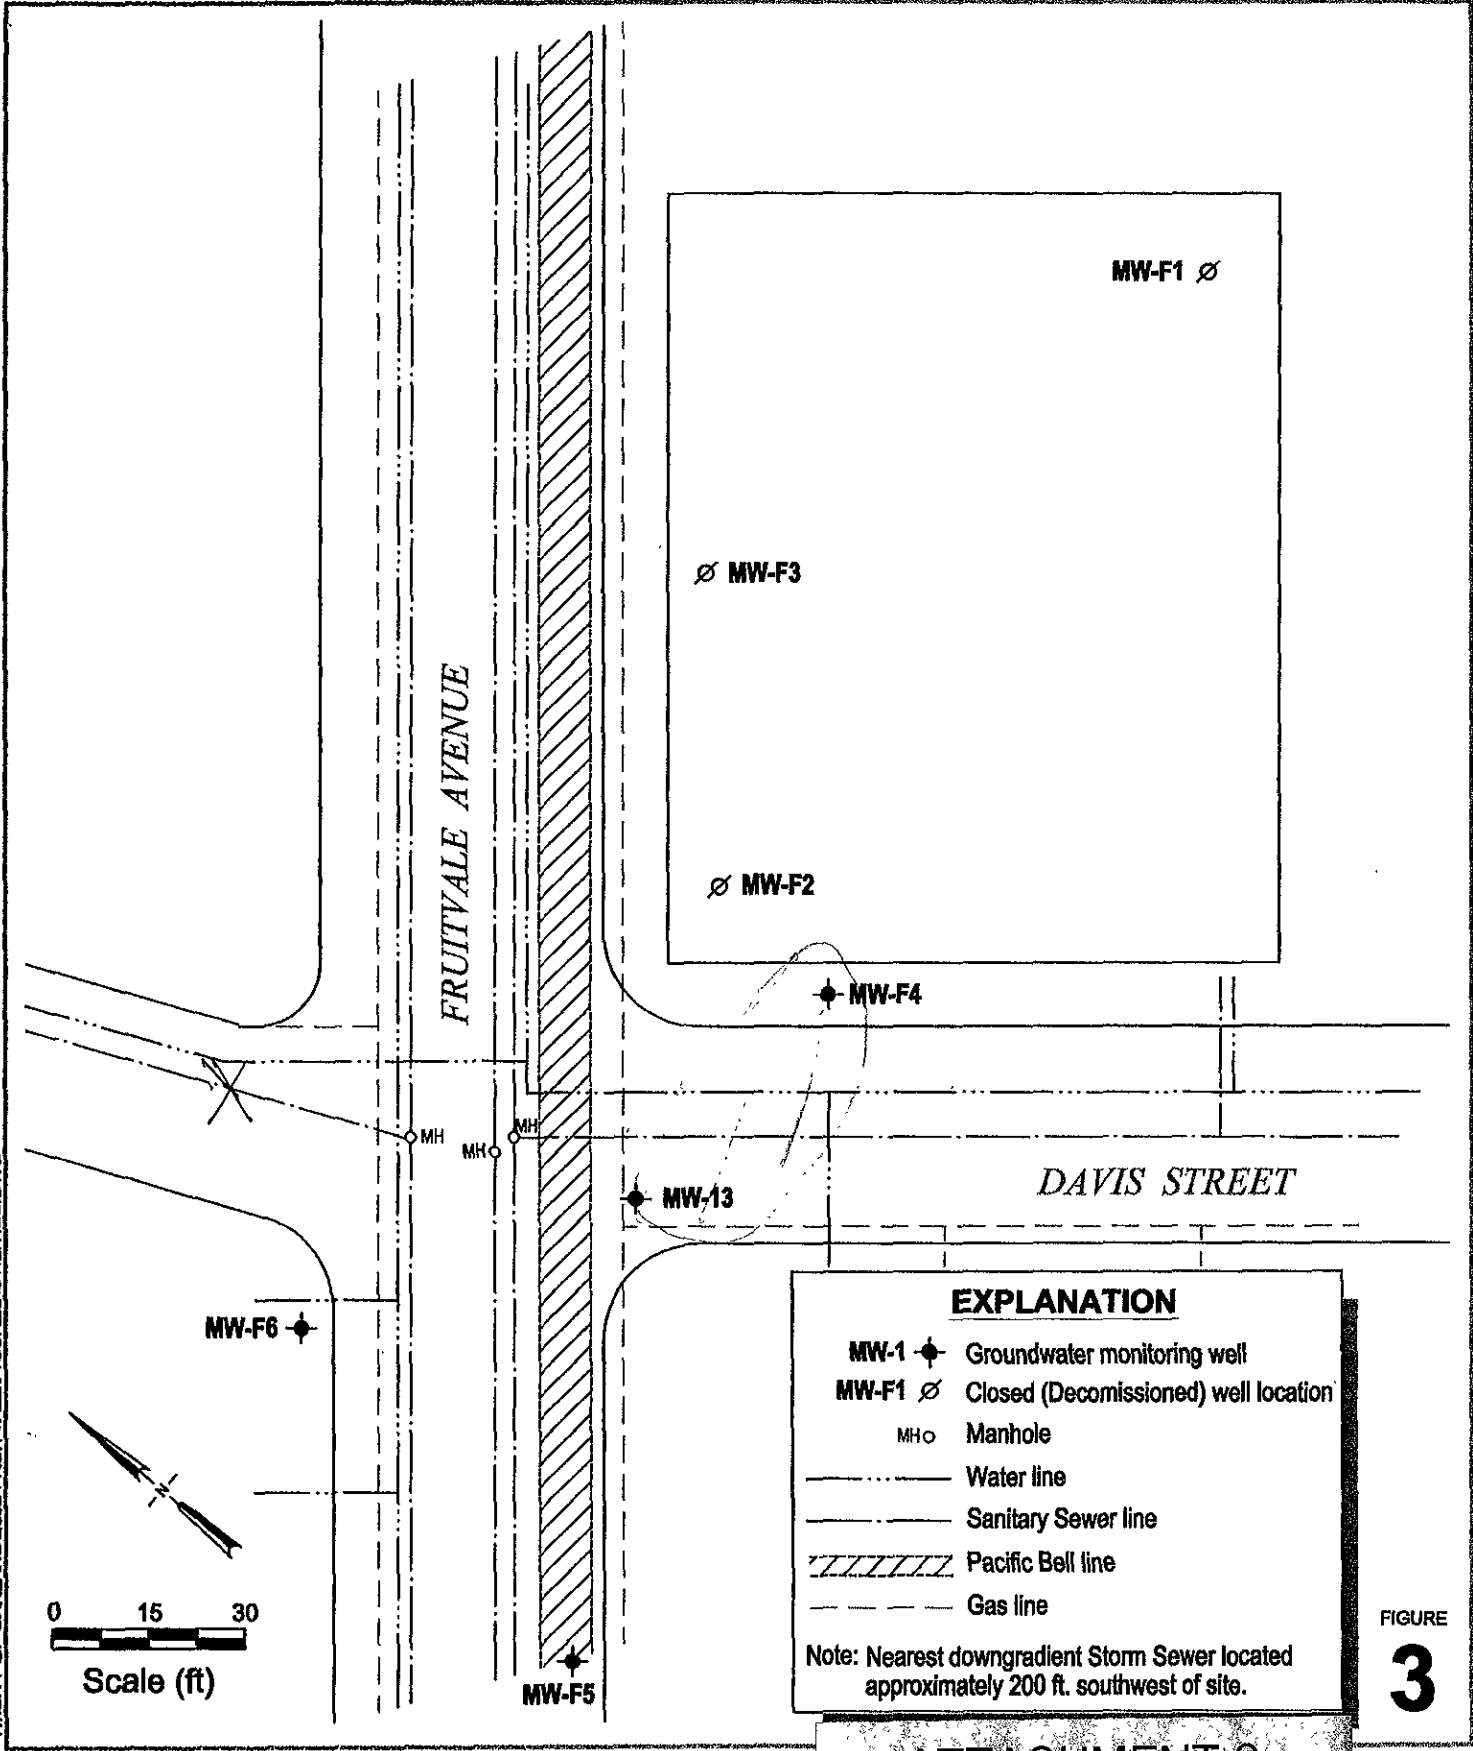 MW-F1
MW-F3
FRUITVALE AVENUE
MW-F2
MW-F4
MH
MH
MH
DAVIS STREET
MW-13
MW-F6
EXPLANATION
MW-1 Groundwater monitoring well
MW-F1 Closed (Decomissioned) well location
MH Manhole
Water line
Sanitary Sewer line
Pacific Bell line
Gas line
Note: Nearest downgradient Storm Sewer located
approximately 200 ft. southwest of site.
N
0 15 30
Scale (ft)
MW-F5
FIGURE
3